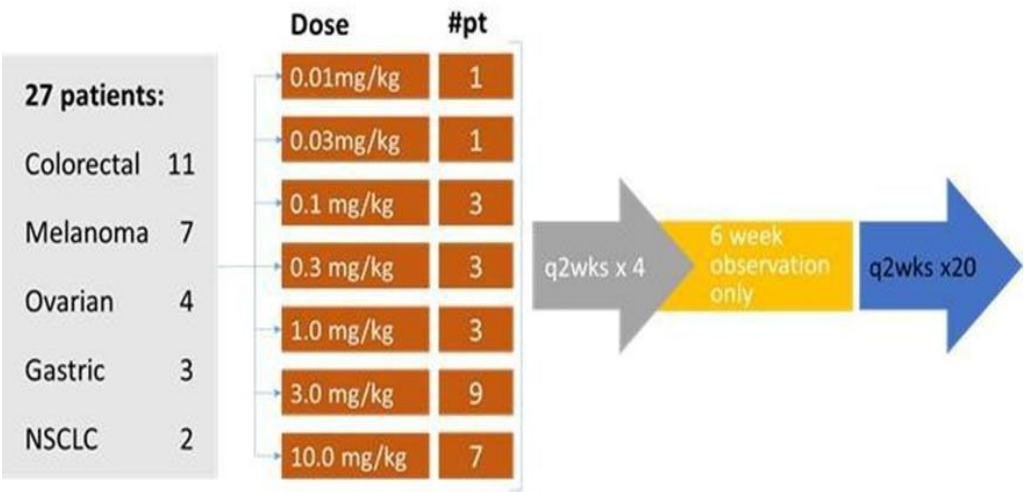 27 patients:
Colorectal 11
Melanoma 7
Ovarian 4
Gastric 3
NSCLC 2
Dose #pt
0.01mg/kg 1
0.03mg/kg 1
0.1 mg/kg 3
0.3 mg/kg 3
1.0 mg/kg 3
3.0 mg/kg 9
10.0 mg/kg 7
q2wks x 4
6 week
observation
only
q2wks x20